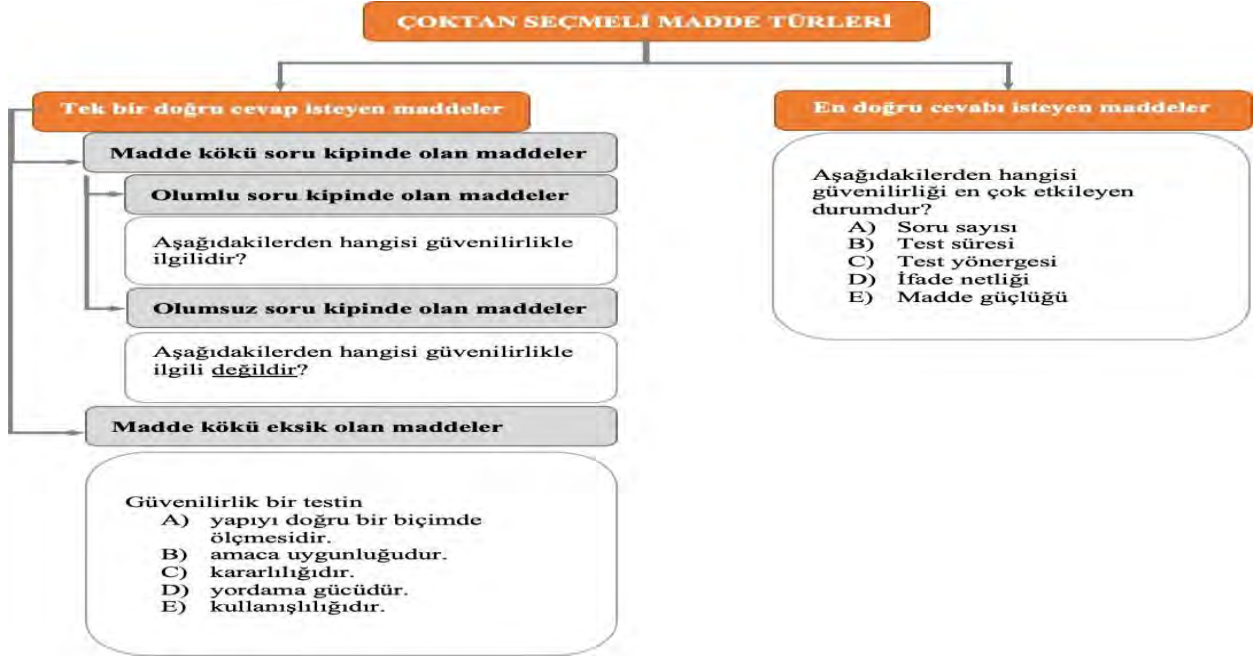 ÇOKTAN SEÇMELİ MADDE TÜRLERİ
Tek bir doğru cevap isteyen maddeler
Madde kökü soru kipinde olan maddeler
Olumlu soru kipinde olan maddeler
Aşağıdakilerden hangisi güvenilirlikle
ilgilidir?
Olumsuz soru kipinde olan maddeler
Aşağıdakilerden hangisi güvenilirlikle
ilgili değildir?
Madde kökü eksik olan maddeler
Güvenilirlik bir testin
A) yapıyı doğru bir biçimde
ölçmesidir.
B) amaca uygunluğudur.
C) kararlılığıdır.
D) yordama gücüdür.
E) kullanışlılığıdır.
En doğru cevabı isteyen maddeler
Aşağıdakilerden hangisi
güvenilirliği en çok etkileyen
durumdur?
A) Soru sayısı
B) Test süresi
C) Test yönergesi
D) İfade netliği
E) Madde güçlüğü